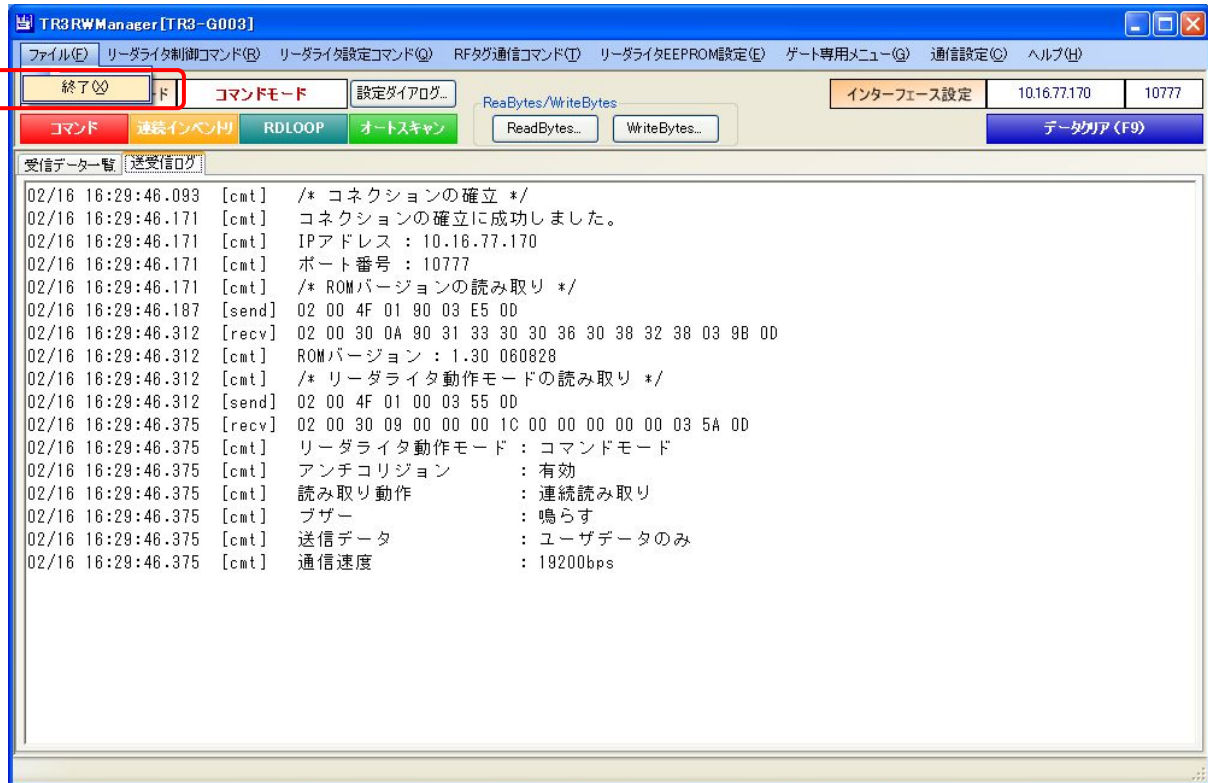 TR3RWManager[TR3-G003]
ファイル(F) リーダライタ制御コマンド(R) リーダライタ設定コマンド(Q) RFタグ通信コマンド(T) リーダライタEEPROM設定(E) ゲート専用メニュー(G) 通信設定(C) ヘルプ(H)
終了(X)
ード コマンドモード 設定ダイアログ... ReaBytes/WriteBytes インターフェース設定 10.16.77.170 10777
コマンド 連続インベントリ RDLOOP オートスキャン ReadBytes... WriteBytes... データクリア(F9)
受信データ一覧 送受信ログ
02/16 16:29:46.093 [cmt] /* コネクションの確立 */
02/16 16:29:46.171 [cmt] コネクションの確立に成功しました。
02/16 16:29:46.171 [cmt] IPアドレス : 10.16.77.170
02/16 16:29:46.171 [cmt] ポート番号 : 10777
02/16 16:29:46.171 [cmt] /* ROMバージョンの読み取り */
02/16 16:29:46.187 [send] 02 00 4F 01 90 03 E5 0D
02/16 16:29:46.312 [recv] 02 00 30 0A 90 31 33 30 30 36 30 38 32 38 03 9B 0D
02/16 16:29:46.312 [cmt] ROMバージョン : 1.30 060828
02/16 16:29:46.312 [cmt] /* リーダライタ動作モードの読み取り */
02/16 16:29:46.312 [send] 02 00 4F 01 00 03 55 0D
02/16 16:29:46.375 [recv] 02 00 30 09 00 00 00 1C 00 00 00 00 00 03 5A 0D
02/16 16:29:46.375 [cmt] リーダライタ動作モード : コマンドモード
02/16 16:29:46.375 [cmt] アンチコリジョン : 有効
02/16 16:29:46.375 [cmt] 読み取り動作 : 連続読み取り
02/16 16:29:46.375 [cmt] ブザー : 鳴らす
02/16 16:29:46.375 [cmt] 送信データ : ユーザデータのみ
02/16 16:29:46.375 [cmt] 通信速度 : 19200bps